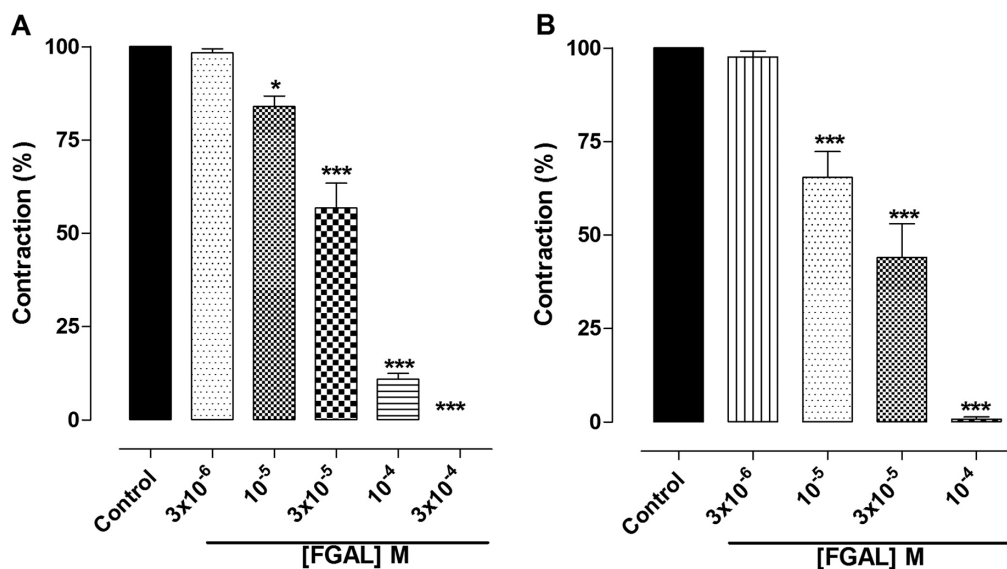 A
Contraction (%)
100
75
50
25
0
*
***
***
***
Control
3x10⁻⁶
10⁻⁵
3x10⁻⁵
10⁻⁴
3x10⁻⁴
[FGAL] M
B
Contraction (%)
100
75
50
25
0
***
***
***
Control
3x10⁻⁶
10⁻⁵
3x10⁻⁵
10⁻⁴
[FGAL] M